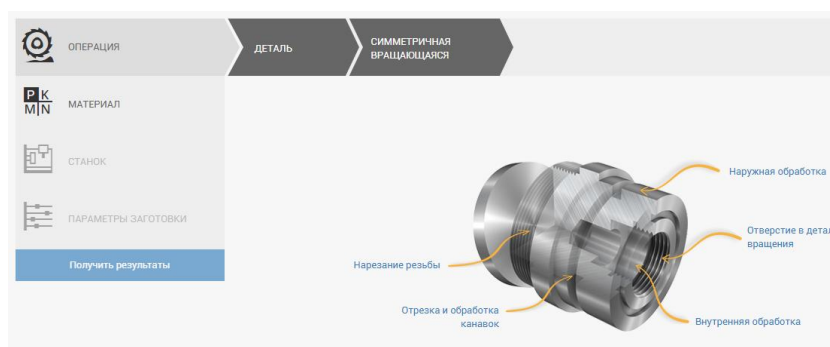 ОПЕРАЦИЯ
ДЕТАЛЬ
СИММЕТРИЧНАЯ
ВРАЩАЮЩАЯСЯ
P K
M N
МАТЕРИАЛ
СТАНОК
ПАРАМЕТРЫ ЗАГОТОВКИ
Получить результаты
Наружная обработка
Отверстие в детал
вращения
Нарезание резьбы
Отрезка и обработка
канавок
Внутренняя обработка